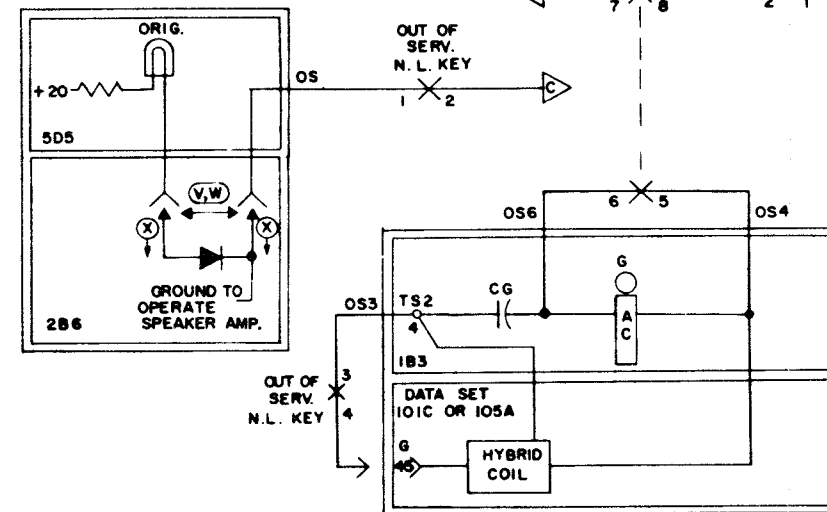 7 8
2
ORIG.
OUT OF
SERV.
N. L. KEY
+20
OS
1 2
C
5D5
V,W
6 5
X
X
OS6
OS4
GROUND TO
OPERATE
SPEAKER AMP.
2B6
OS3
TS2
CG
G
4
A
C
1B3
OUT OF
SERV.
N.L. KEY
3
4
DATA SET
101C OR 105A
G
45
HYBRID
COIL